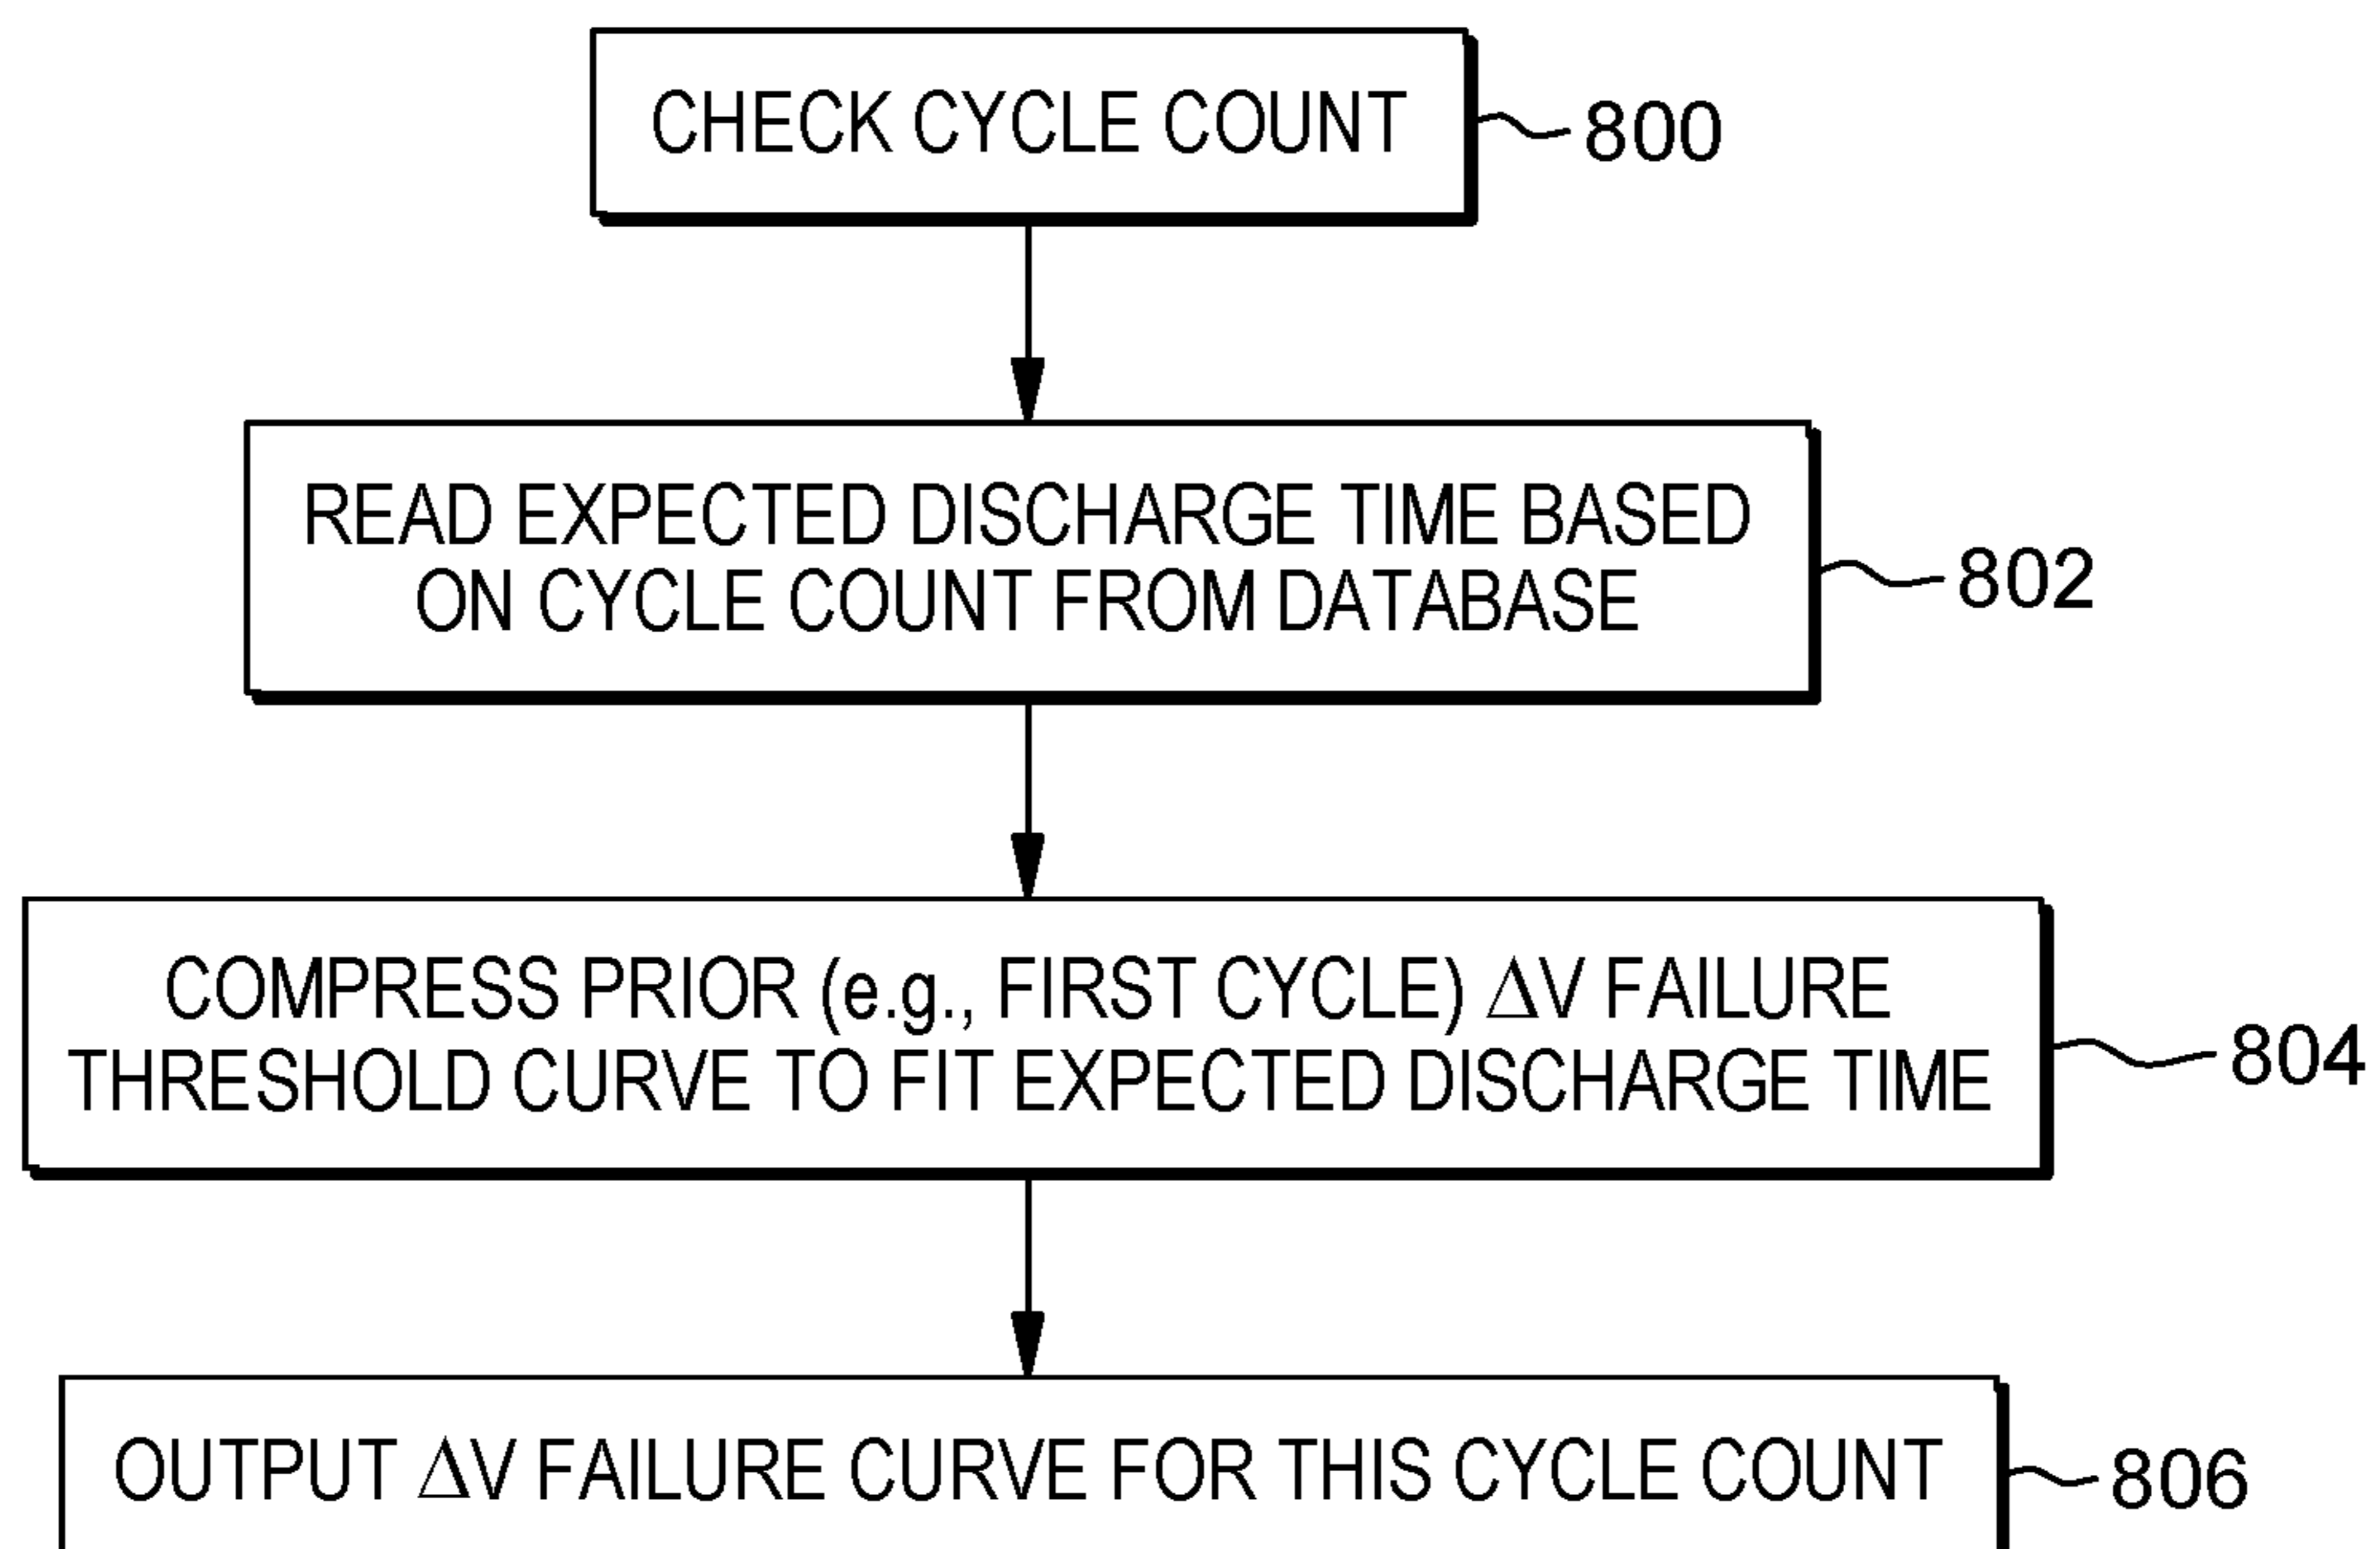 CHECK CYCLE COUNT
800
READ EXPECTED DISCHARGE TIME BASED
ON CYCLE COUNT FROM DATABASE
802
COMPRESS PRIOR (e.g., FIRST CYCLE) ΔV FAILURE
THRESHOLD CURVE TO FIT EXPECTED DISCHARGE TIME
804
OUTPUT ΔV FAILURE CURVE FOR THIS CYCLE COUNT
806